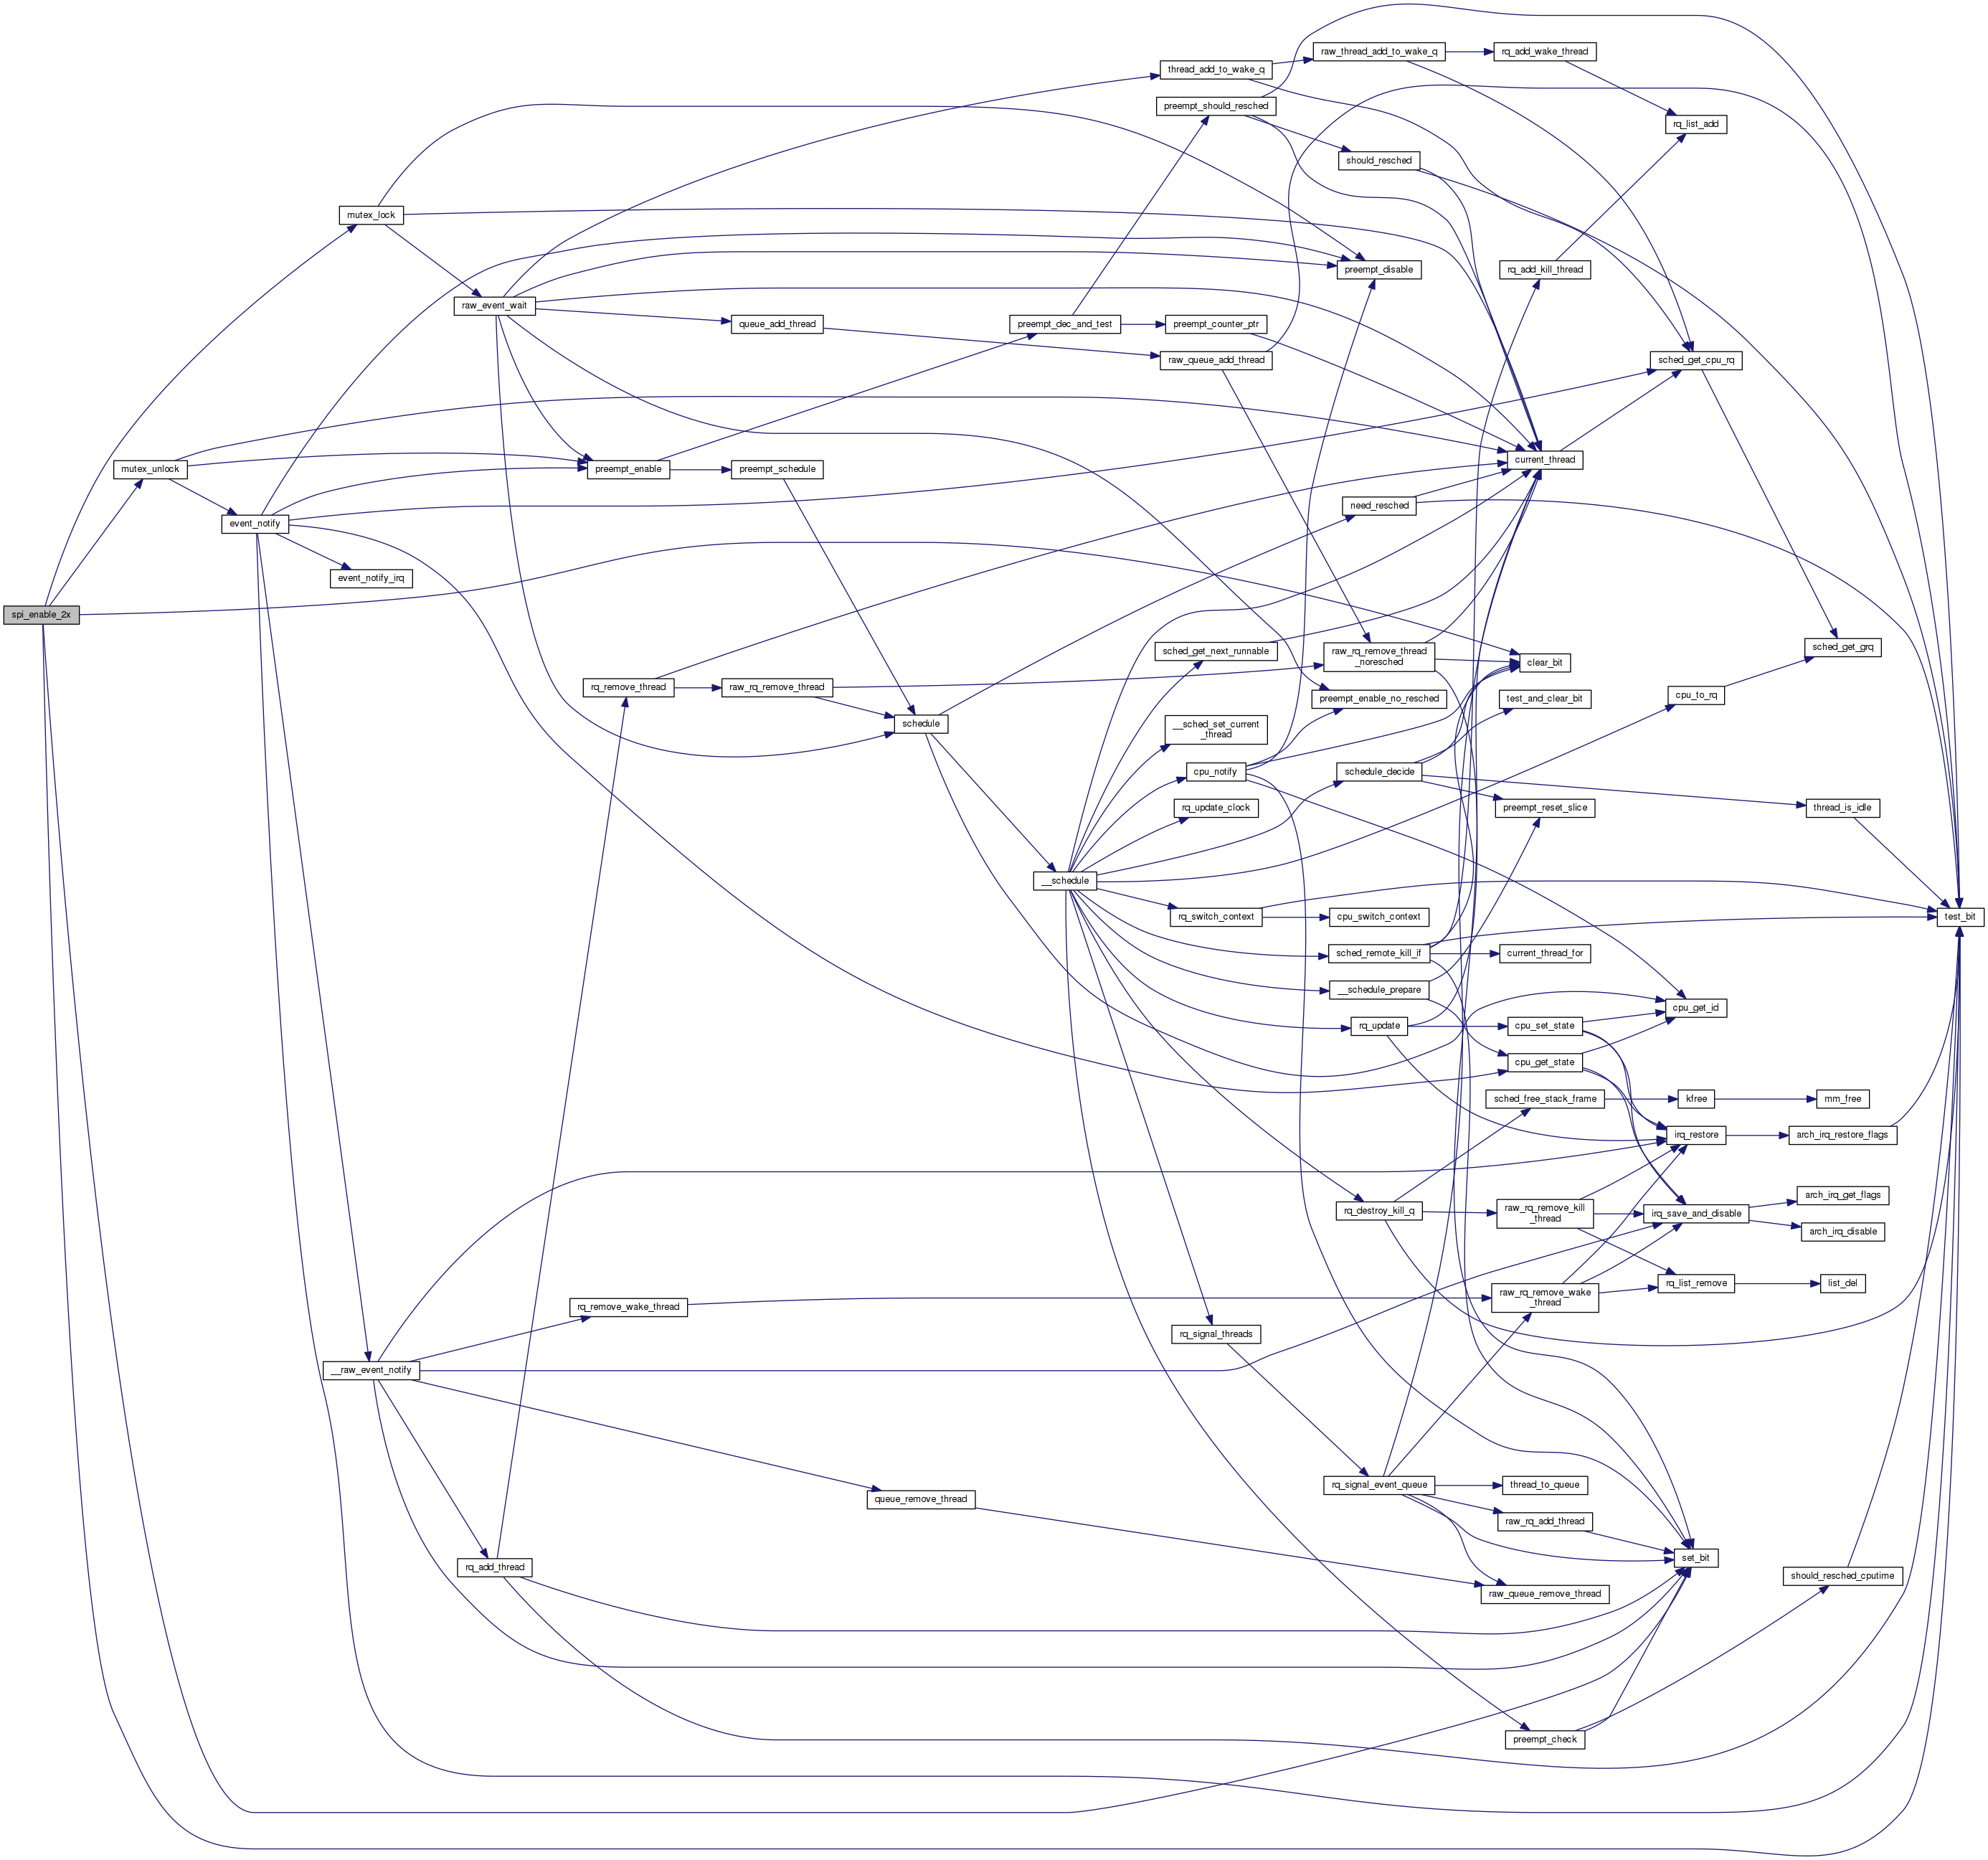 thread_add_to_wake_q
raw_thread_add_to_wake_q
rq_add_wake_thread
preempt_should_resched
rq_list_add
should_resched
mutex_lock
preempt_disable
rq_add_kill_thread
raw_event_wait
queue_add_thread
preempt_dec_and_test
preempt_counter_ptr
raw_queue_add_thread
sched_get_cpu_rq
mutex_unlock
preempt_enable
preempt_schedule
current_thread
need_resched
event_notify
event_notify_irq
spi_enable_2x
sched_get_next_runnable
raw_rq_remove_thread
_noresched
clear_bit
sched_get_grq
rq_remove_thread
raw_rq_remove_thread
preempt_enable_no_resched
test_and_clear_bit
cpu_to_rq
schedule
__sched_set_current
_thread
cpu_notify
schedule_decide
rq_update_clock
preempt_reset_slice
thread_is_idle
__schedule
rq_switch_context
cpu_switch_context
test_bit
sched_remote_kill_if
current_thread_for
__schedule_prepare
cpu_get_id
rq_update
cpu_set_state
cpu_get_state
sched_free_stack_frame
kfree
mm_free
irq_restore
arch_irq_restore_flags
rq_destroy_kill_q
raw_rq_remove_kill
_thread
irq_save_and_disable
arch_irq_get_flags
arch_irq_disable
rq_list_remove
list_del
rq_remove_wake_thread
raw_rq_remove_wake
_thread
rq_signal_threads
__raw_event_notify
rq_signal_event_queue
thread_to_queue
queue_remove_thread
raw_rq_add_thread
rq_add_thread
set_bit
should_resched_cputime
raw_queue_remove_thread
preempt_check